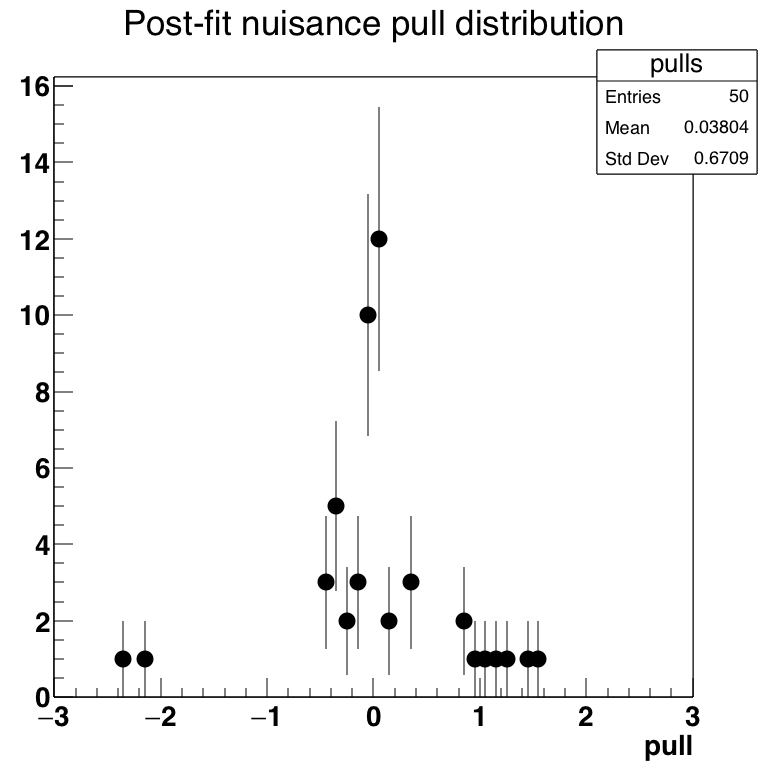 Post-fit nuisance pull distribution
pulls
Entries 50
Mean 0.03804
Std Dev 0.6709
16
14
12
10
8
6
4
2
0
−3 −2 −1 0 1 2 3
pull